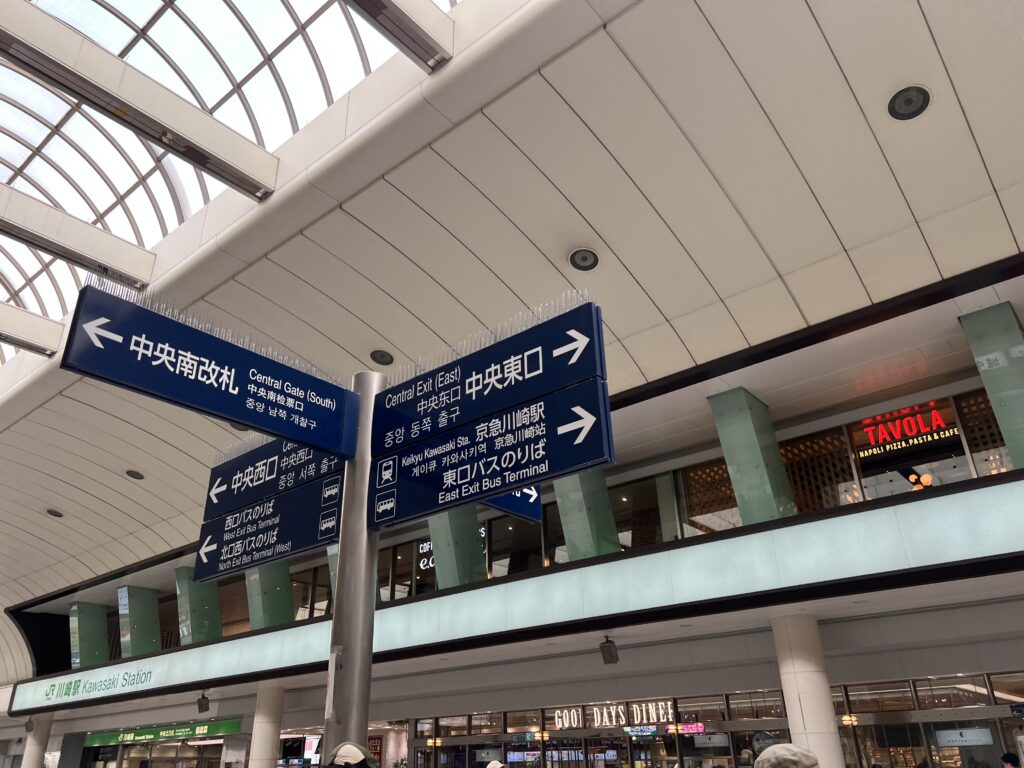 中央南改札
Central Gate (South)
中央南检票口
중앙 남쪽 개찰구
Central Exit (East)
中央东口
중앙 동쪽 출구
中央東口
Keikyu Kawasaki Sta.
京急川崎駅
게이큐 카와사키역
京急川崎站
東口バスのりば
East Exit Bus Terminal
中央西口
中央西口
중앙 서쪽 출구
西口バスのりば
West Exit Bus Terminal
北口西バスのりば
North Exit Bus Terminal (West)
TAVOLA
NAPOLI PIZZA, PASTA & CAFE
JR 川崎駅 Kawasaki Station
DAYS DINER